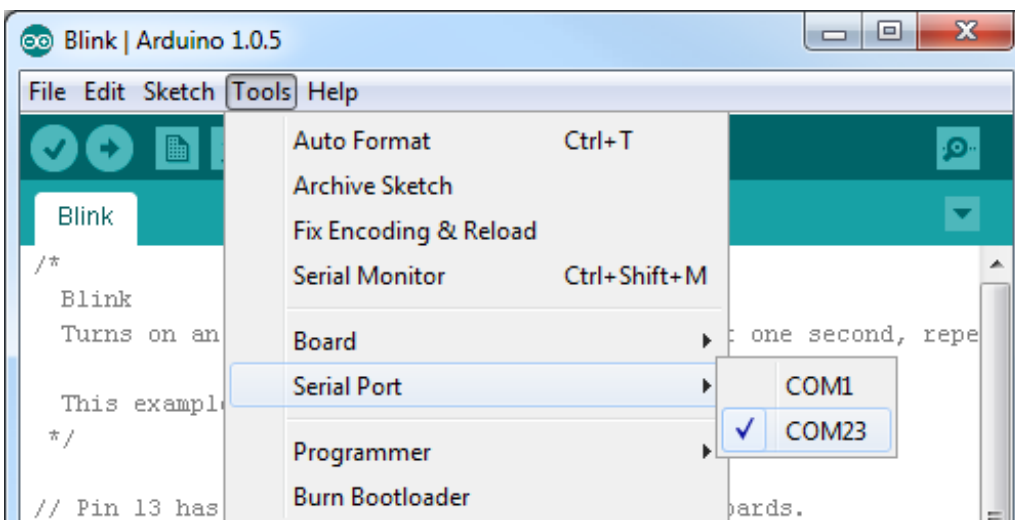 Blink | Arduino 1.0.5
File Edit Sketch Tools Help
Auto Format Ctrl+T
Archive Sketch
Blink
Fix Encoding & Reload
/*
Serial Monitor Ctrl+Shift+M
Blink
Turns on an one second, repe
Board
Serial Port COM1
This exampl
*/
COM23
Programmer
Burn Bootloader
// Pin 13 has